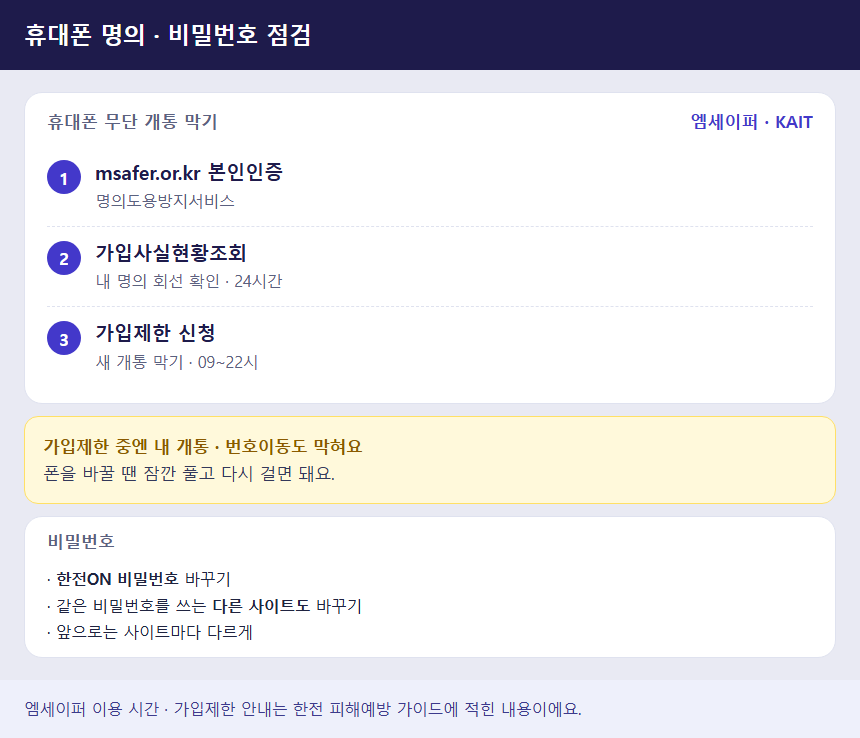 휴대폰 명의 · 비밀번호 점검
휴대폰 무단 개통 막기
엠세이퍼 · KAIT
1
msafer.or.kr 본인인증
명의도용방지서비스
2
가입사실현황조회
내 명의 회선 확인 · 24시간
3
가입제한 신청
새 개통 막기 · 09~22시
가입제한 중엔 내 개통 · 번호이동도 막혀요
폰을 바꿀 땐 잠깐 풀고 다시 걸면 돼요.
비밀번호
· 한전ON 비밀번호 바꾸기
· 같은 비밀번호를 쓰는 다른 사이트도 바꾸기
· 앞으로는 사이트마다 다르게
엠세이퍼 이용 시간 · 가입제한 안내는 한전 피해예방 가이드에 적힌 내용이에요.